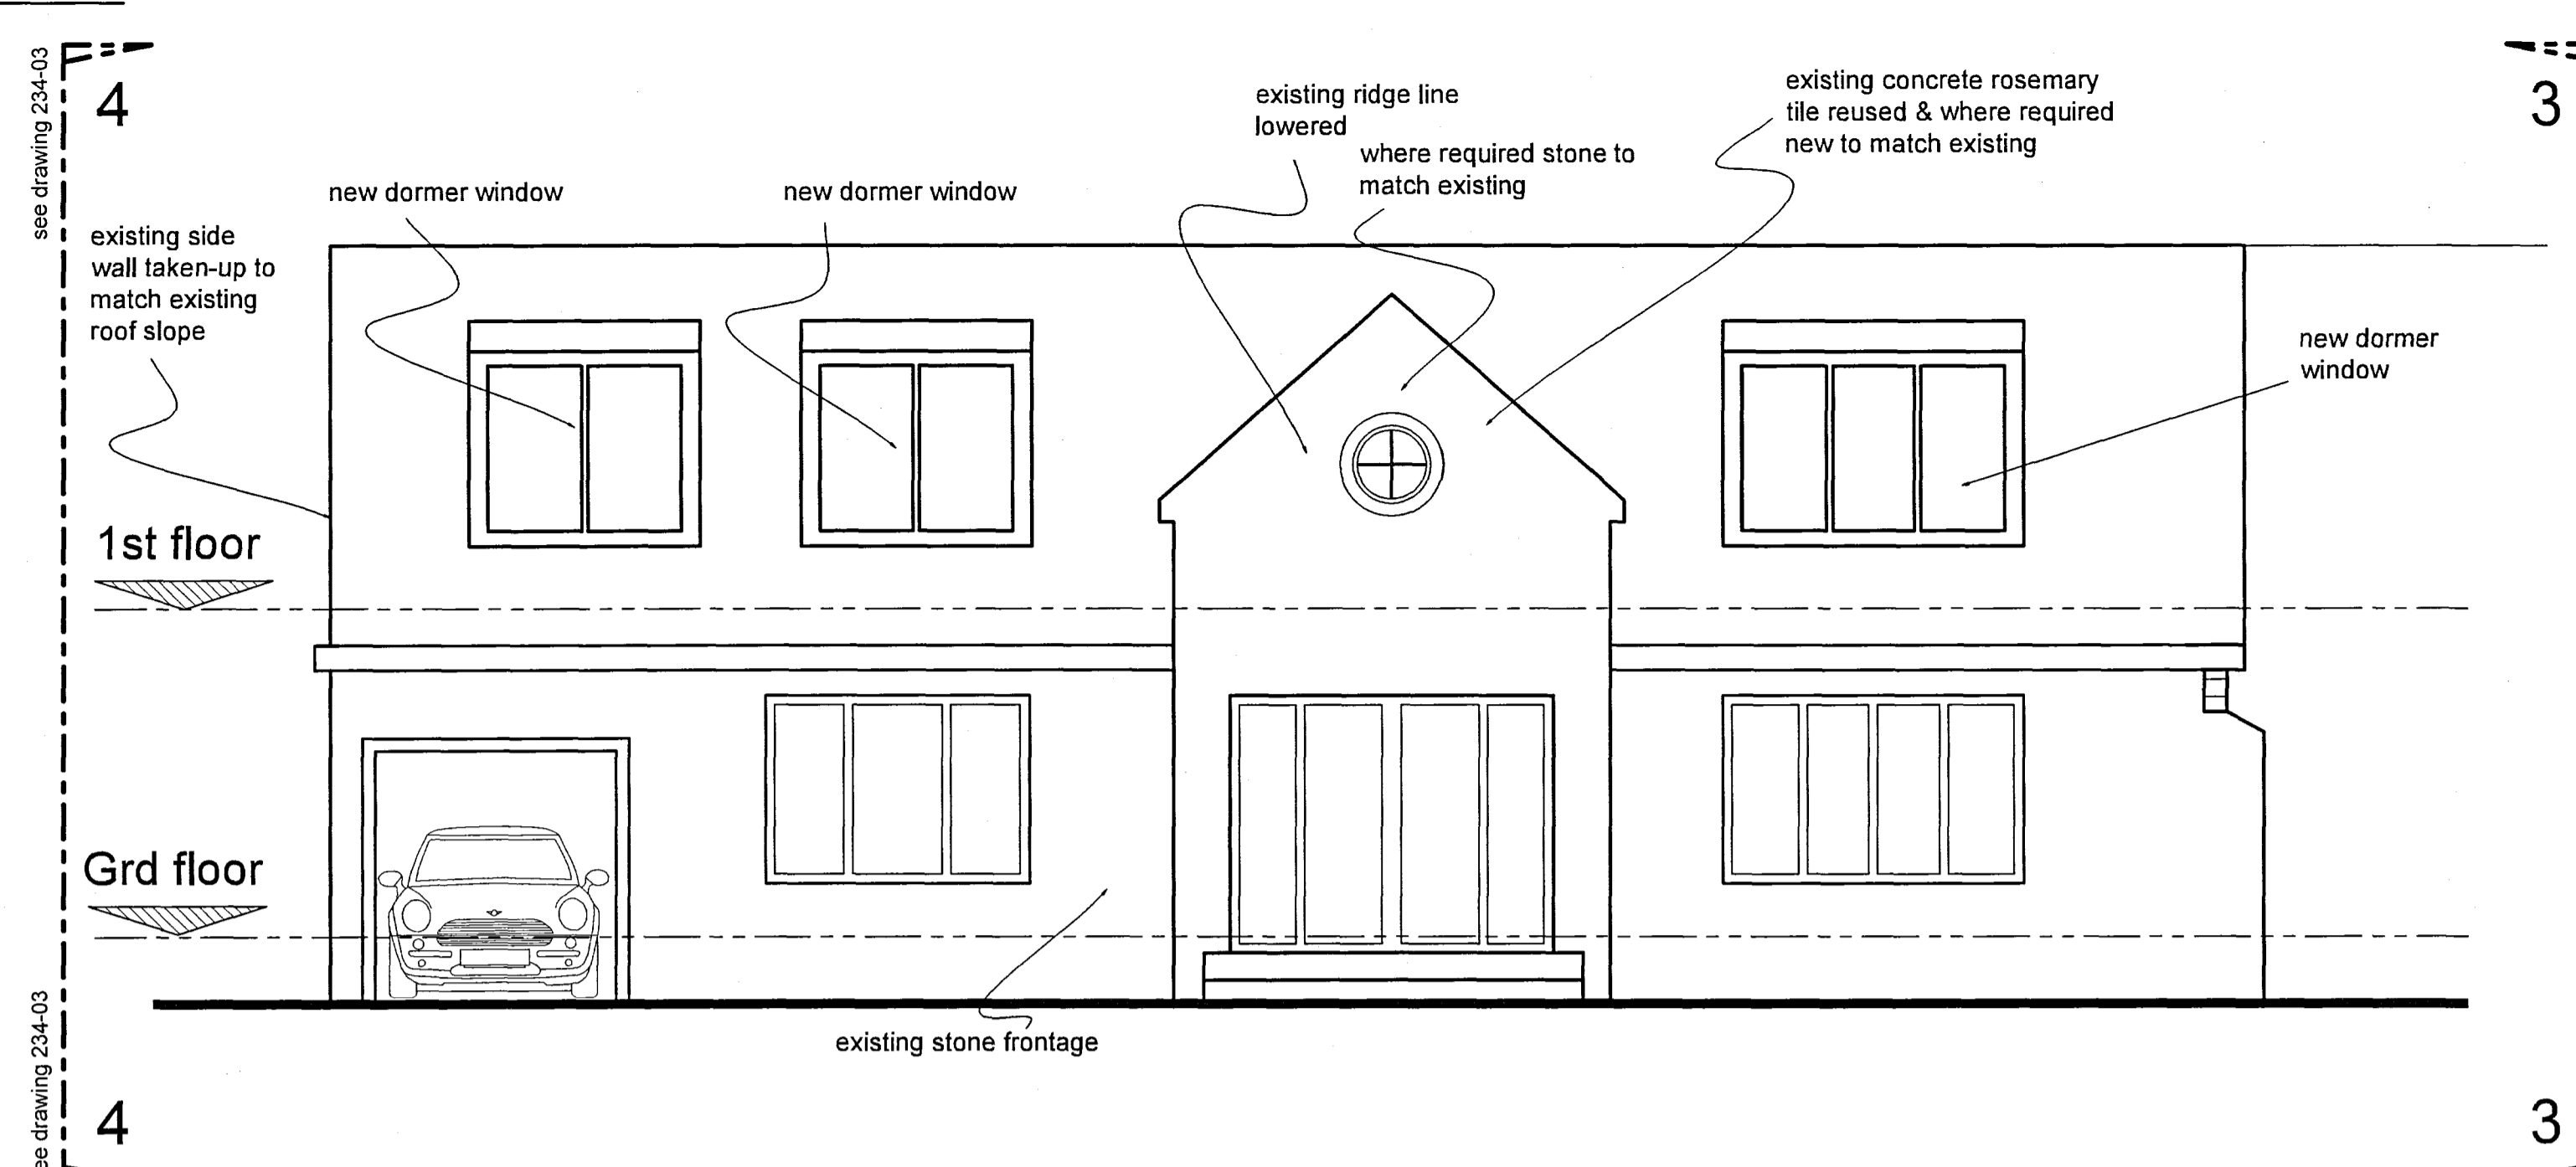 see drawing 234-03
4
3
existing ridge line
lowered
existing concrete rosemary
tile reused & where required
new to match existing
where required stone to
match existing
new dormer window
new dormer window
existing side
wall taken-up to
match existing
roof slope
new dormer
window
1st floor
Grd floor
existing stone frontage
ee drawing 234-03
4
3